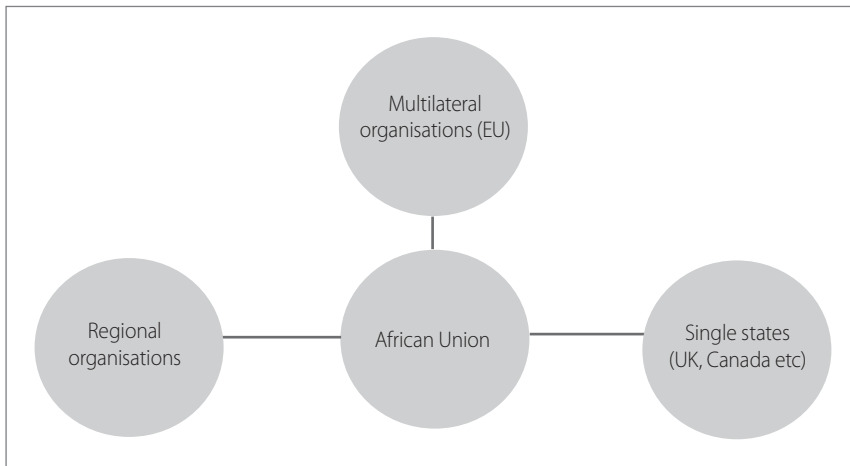 Multilateral
organisations (EU)
Regional
organisations
African Union
Single states
(UK, Canada etc)